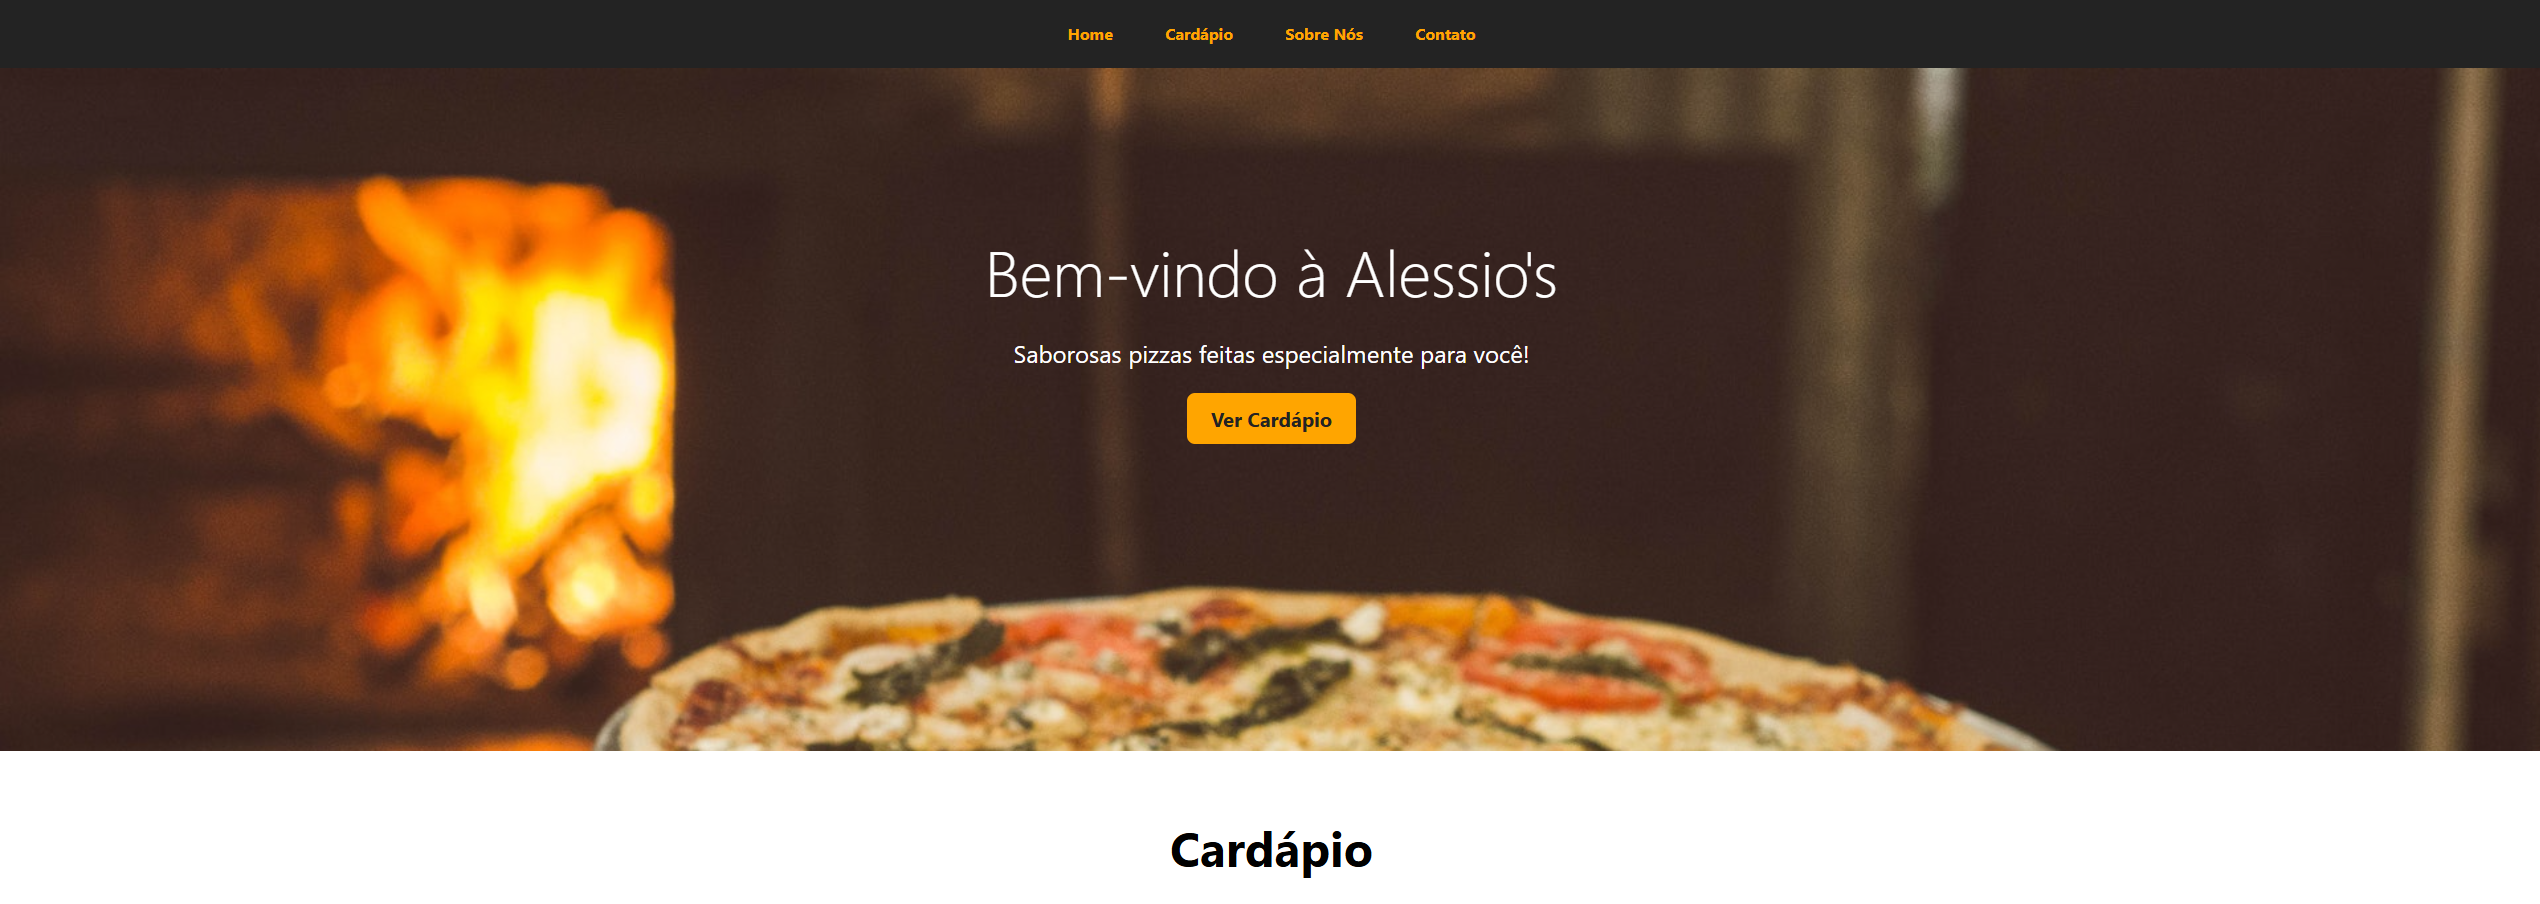 Home Cardápio Sobre Nós Contato
Bem-vindo à Alessio's
Saborosas pizzas feitas especialmente para você!
Ver Cardápio
Cardápio